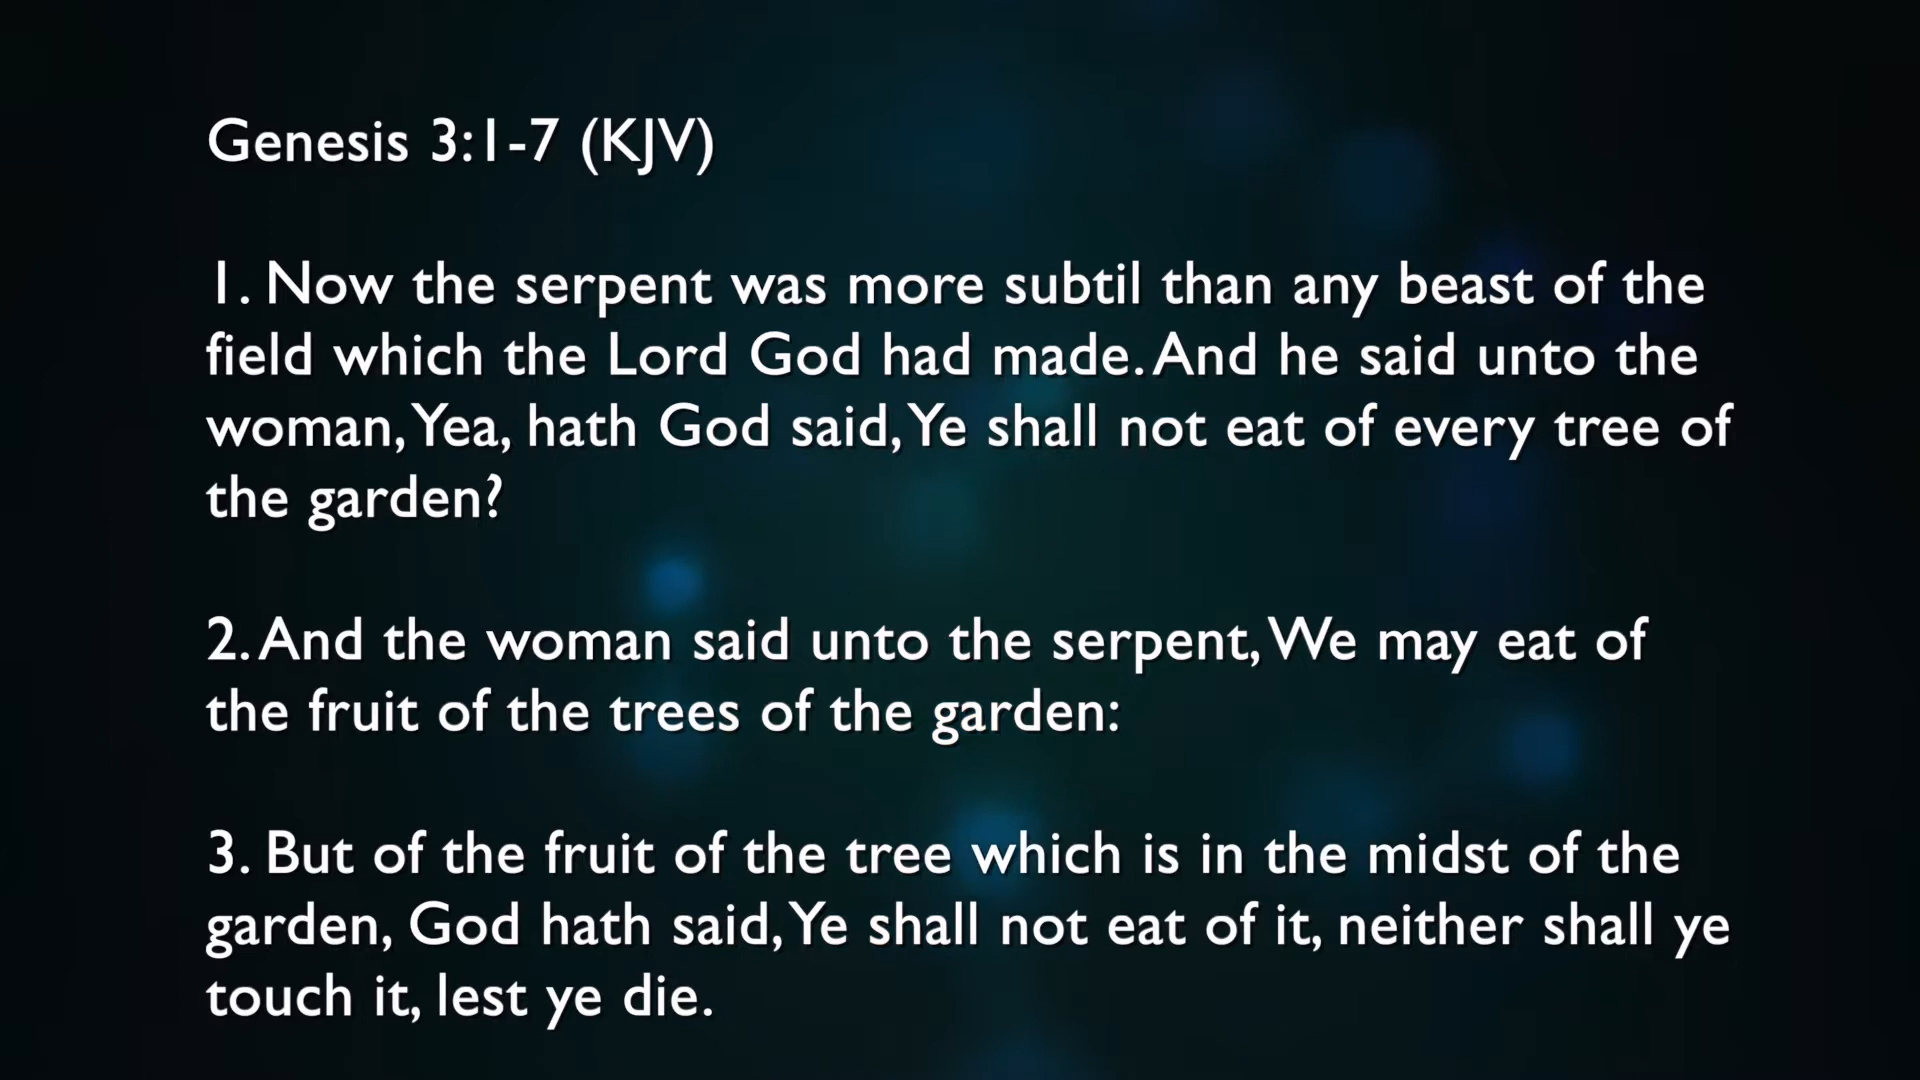 Genesis 3:1-7 (KJV)
1. Now the serpent was more subtil than any beast of the
field which the Lord God had made. And he said unto the
woman, Yea, hath God said, Ye shall not eat of every tree of
the garden?
2. And the woman said unto the serpent, We may eat of
the fruit of the trees of the garden:
3. But of the fruit of the tree which is in the midst of the
garden, God hath said, Ye shall not eat of it, neither shall ye
touch it, lest ye die.